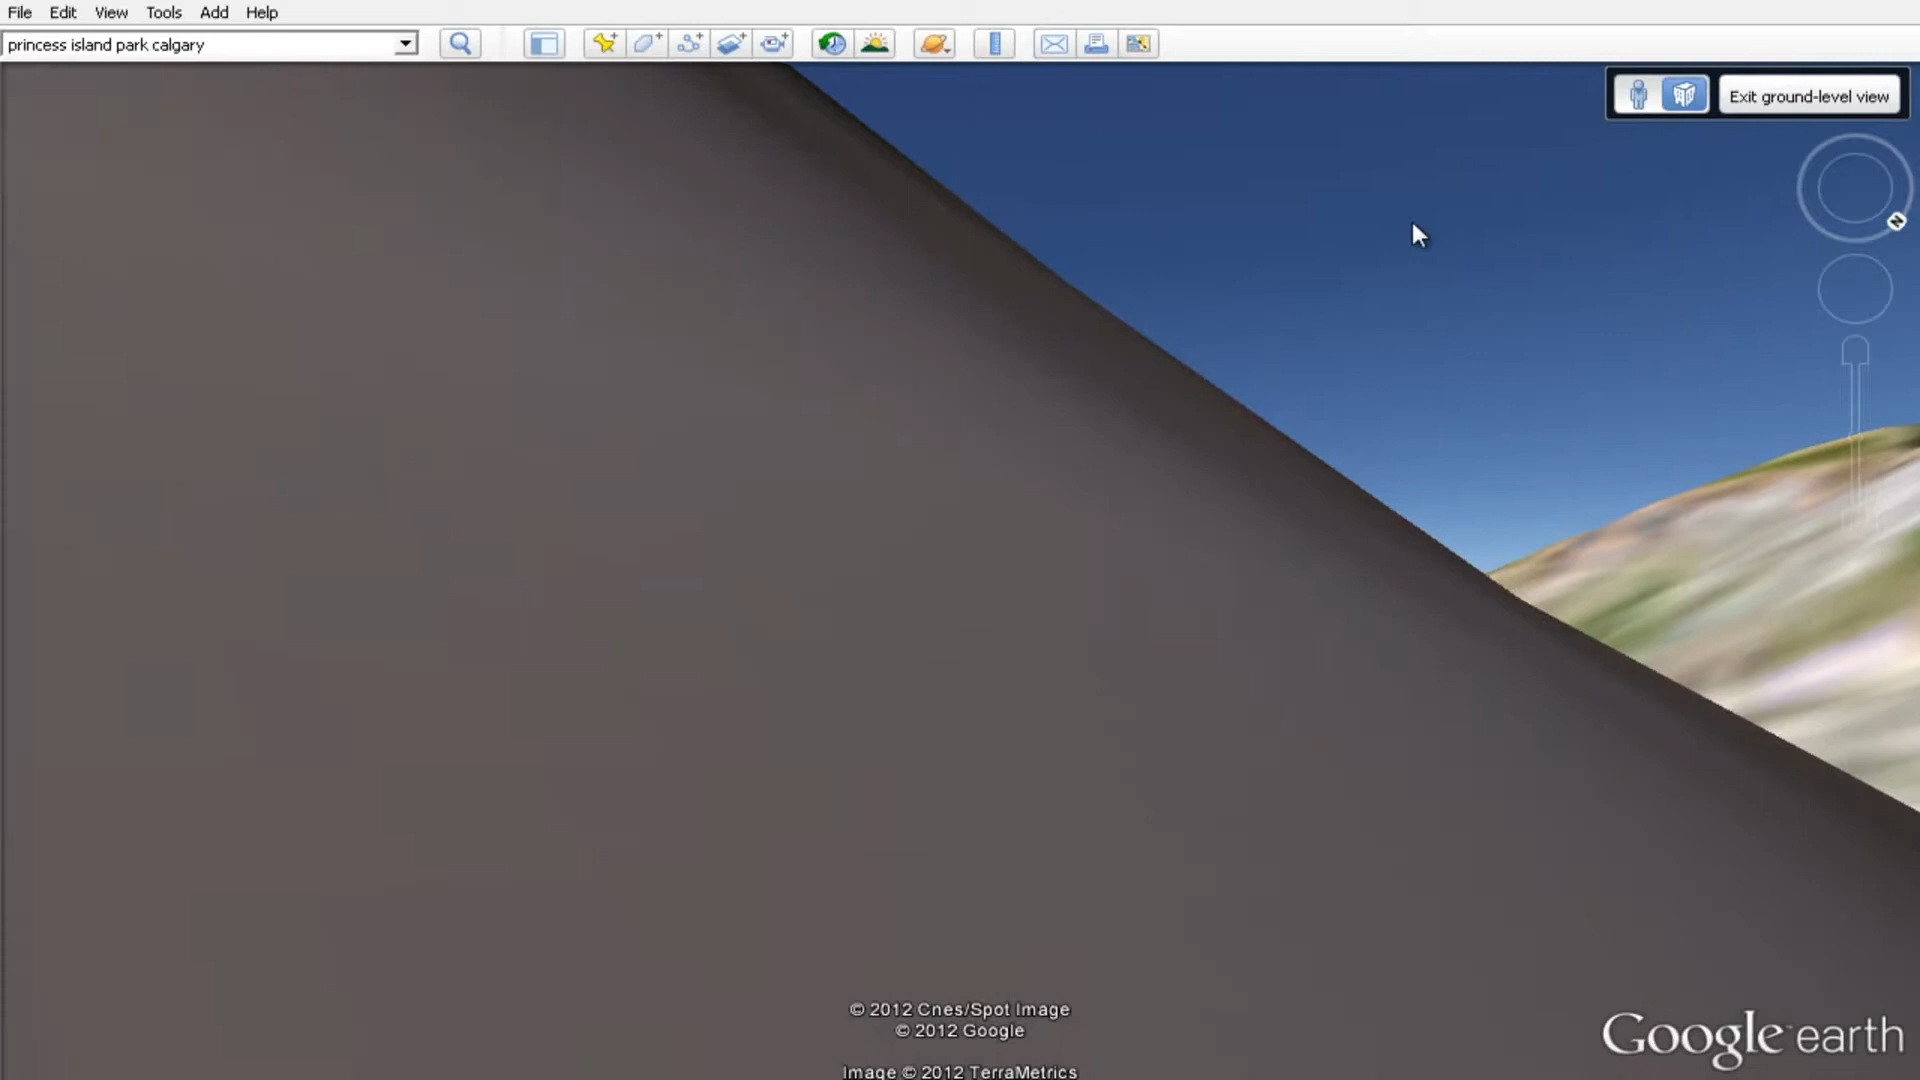 File Edit View Tools Add Help
princess island park calgary
Exit ground-level view
N
© 2012 Cnes/Spot Image
© 2012 Google
Image © 2012 TerraMetrics
Google earth